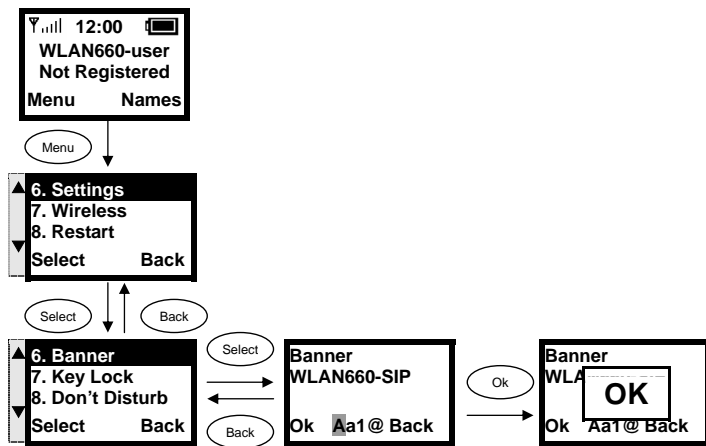 12:00
WLAN660-user
Not Registered
Menu Names
Menu
6. Settings
7. Wireless
8. Restart
Select Back
Select Back
6. Banner
7. Key Lock
8. Don't Disturb
Select Back
Select
Back
Banner
WLAN660-SIP
Ok Aa1@ Back
Ok
Banner
WLA
OK
Ok Aa1@ Back